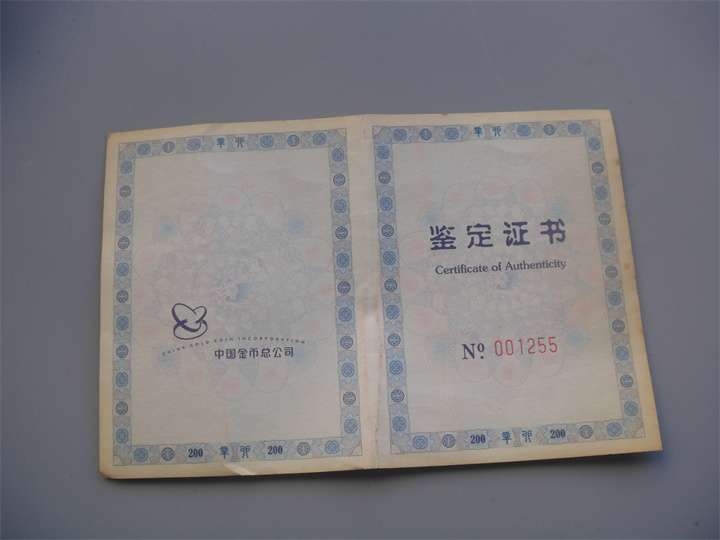 CHINA GOLD COIN INCORPORATION
中国金币总公司
200
200
鉴定证书
Certificate of Authenticity
Nº. 001255
200
200